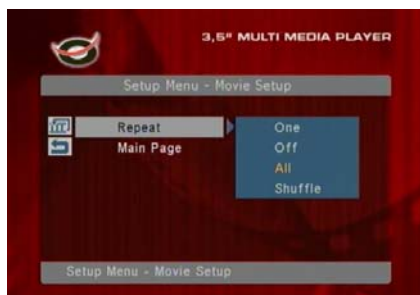 3,5" MULTI MEDIA PLAYER
Setup Menu - Movie Setup
Repeat
Main Page
One
Off
All
Shuffle
Setup Menu - Movie Setup